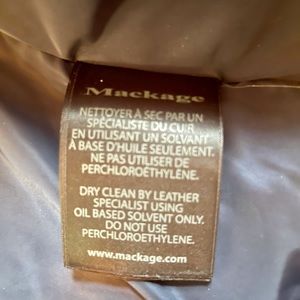 Mackage
NETTOYER À SEC PAR UN
SPÉCIALISTE DU CUIR
EN UTILISANT UN SOLVANT
À BASE D'HUILE SEULEMENT.
NE PAS UTILISER DE
PERCHLOROETHYLÈNE.
DRY CLEAN BY LEATHER
SPECIALIST USING
OIL BASED SOLVENT ONLY.
DO NOT USE
PERCHLOROETHYLENE.
www.mackage.com